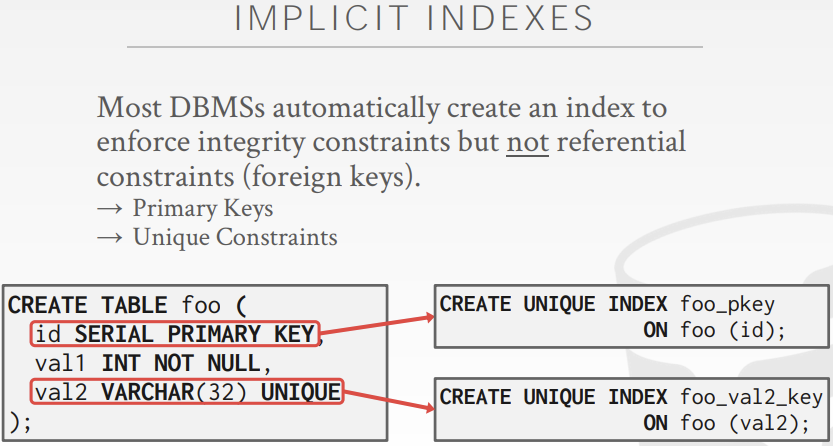 IMPLICIT INDEXES
Most DBMSs automatically create an index to
enforce integrity constraints but not referential
constraints (foreign keys).
→ Primary Keys
→ Unique Constraints
CREATE TABLE foo (
id SERIAL PRIMARY KEY,
val1 INT NOT NULL,
val2 VARCHAR(32) UNIQUE
);
CREATE UNIQUE INDEX foo_pkey
ON foo (id);
CREATE UNIQUE INDEX foo_val2_key
ON foo (val2);